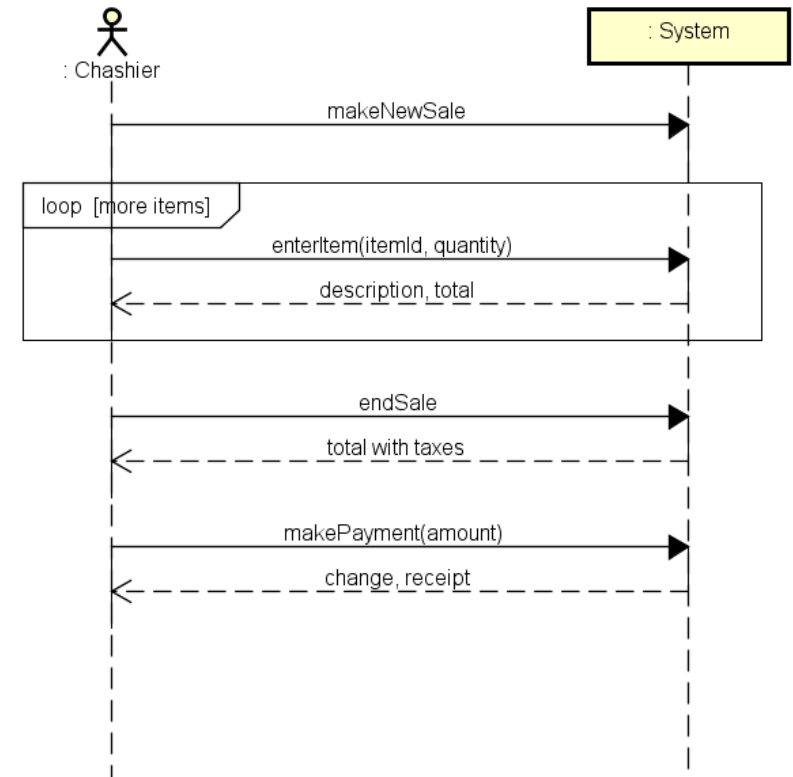 : Chashier
: System
makeNewSale
loop [more items]
enterItem(itemId, quantity)
description, total
endSale
total with taxes
makePayment(amount)
change, receipt